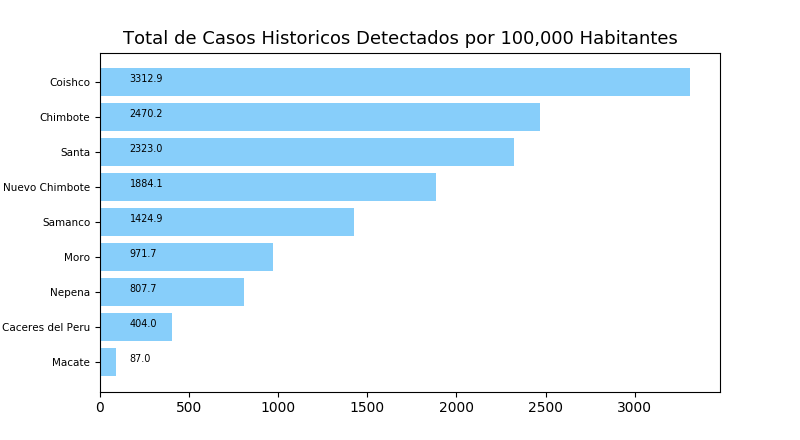 Total de Casos Historicos Detectados por 100,000 Habitantes
Coishco 3312.9
Chimbote 2470.2
Santa 2323.0
Nuevo Chimbote 1884.1
Samanco 1424.9
Moro 971.7
Nepena 807.7
Caceres del Peru 404.0
Macate 87.0
0 500 1000 1500 2000 2500 3000